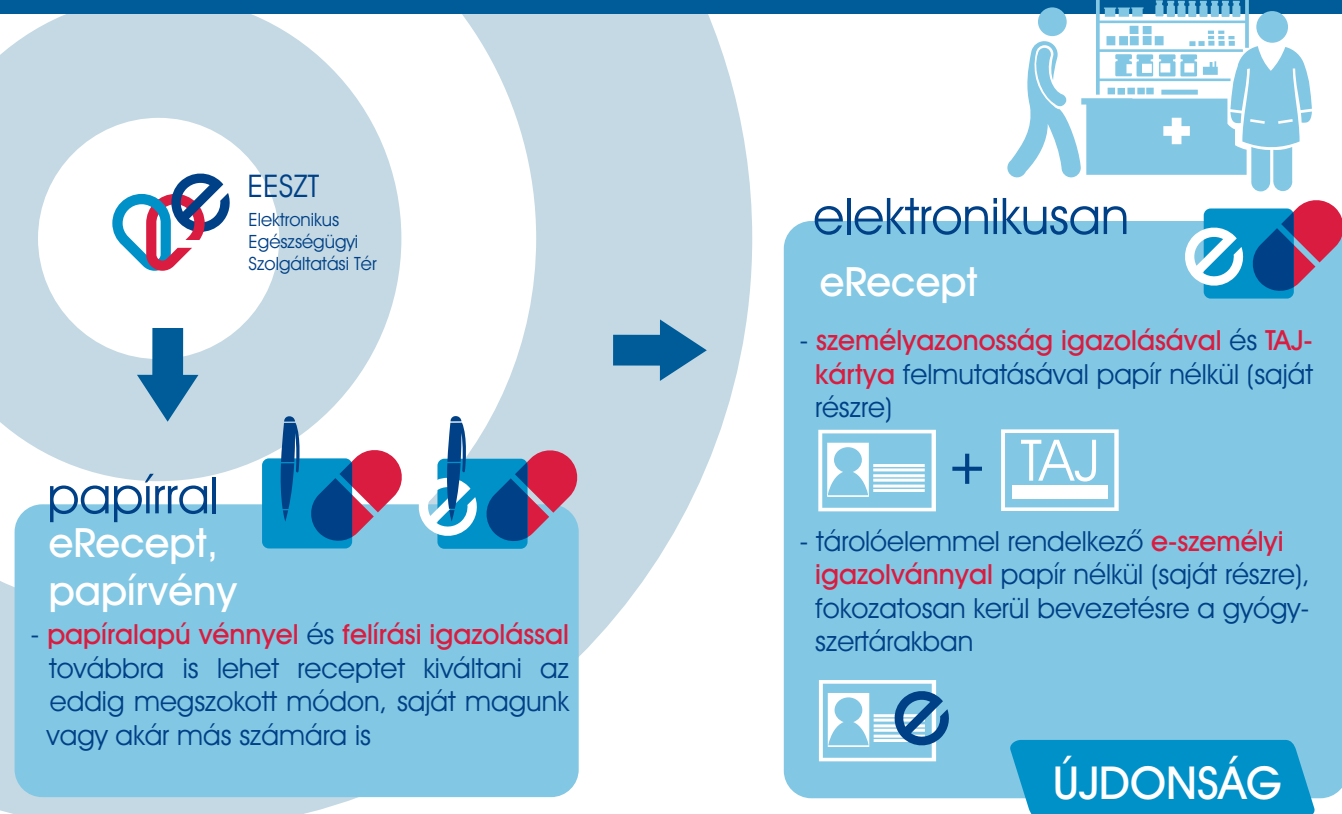 EESZT
Elektronikus
Egészségügyi
Szolgáltatási Tér
papírral
eRecept,
papírvény
- papíralapú vénnyel és felírási igazolással
továbbra is lehet receptet kiváltani az
eddig megszokott módon, saját magunk
vagy akár más számára is
elektronikusan
eRecept
- személyazonosság igazolásával és TAJ-
kártya felmutatásával papír nélkül (saját
részre)
+ TAJ
- tárolóelemmel rendelkező e-személyi
igazolvánnyal papír nélkül (saját részre),
fokozatosan kerül bevezetésre a gyógy-
szertárakban
ÚJDONSÁG